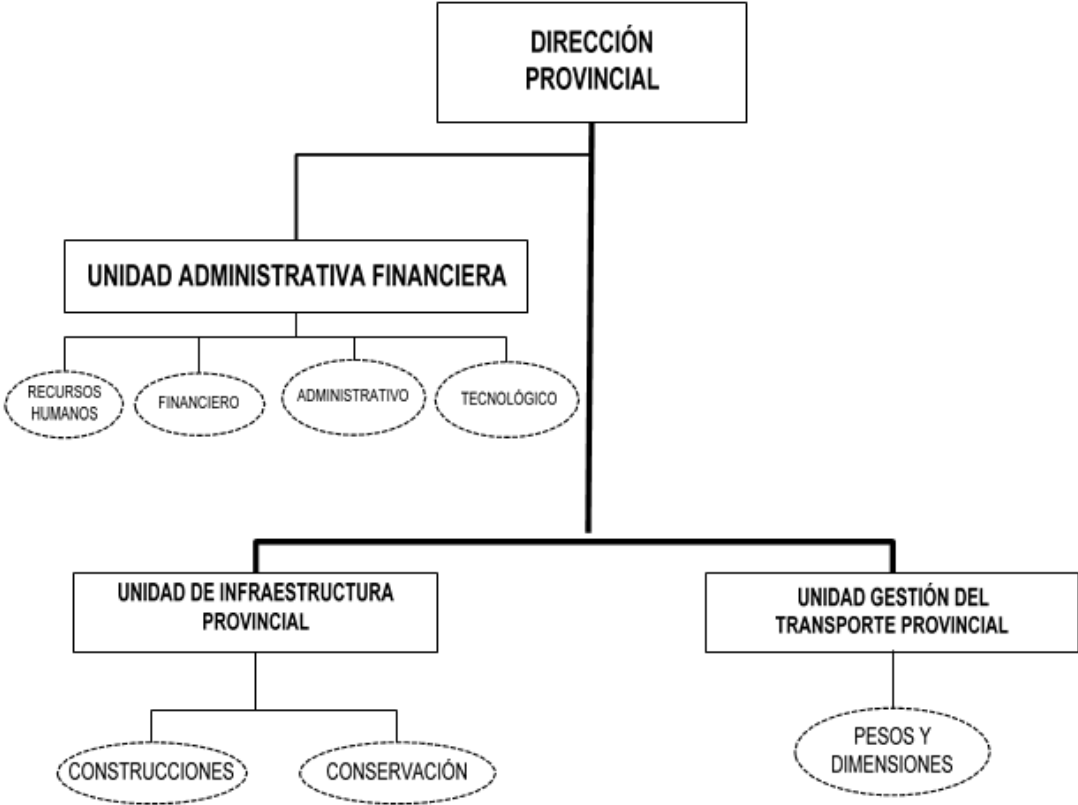 DIRECCIÓN
PROVINCIAL
UNIDAD ADMINISTRATIVA FINANCIERA
RECURSOS
HUMANOS
FINANCIERO
ADMINISTRATIVO
TECNOLÓGICO
UNIDAD DE INFRAESTRUCTURA
PROVINCIAL
UNIDAD GESTIÓN DEL
TRANSPORTE PROVINCIAL
CONSTRUCCIONES
CONSERVACIÓN
PESOS Y
DIMENSIONES